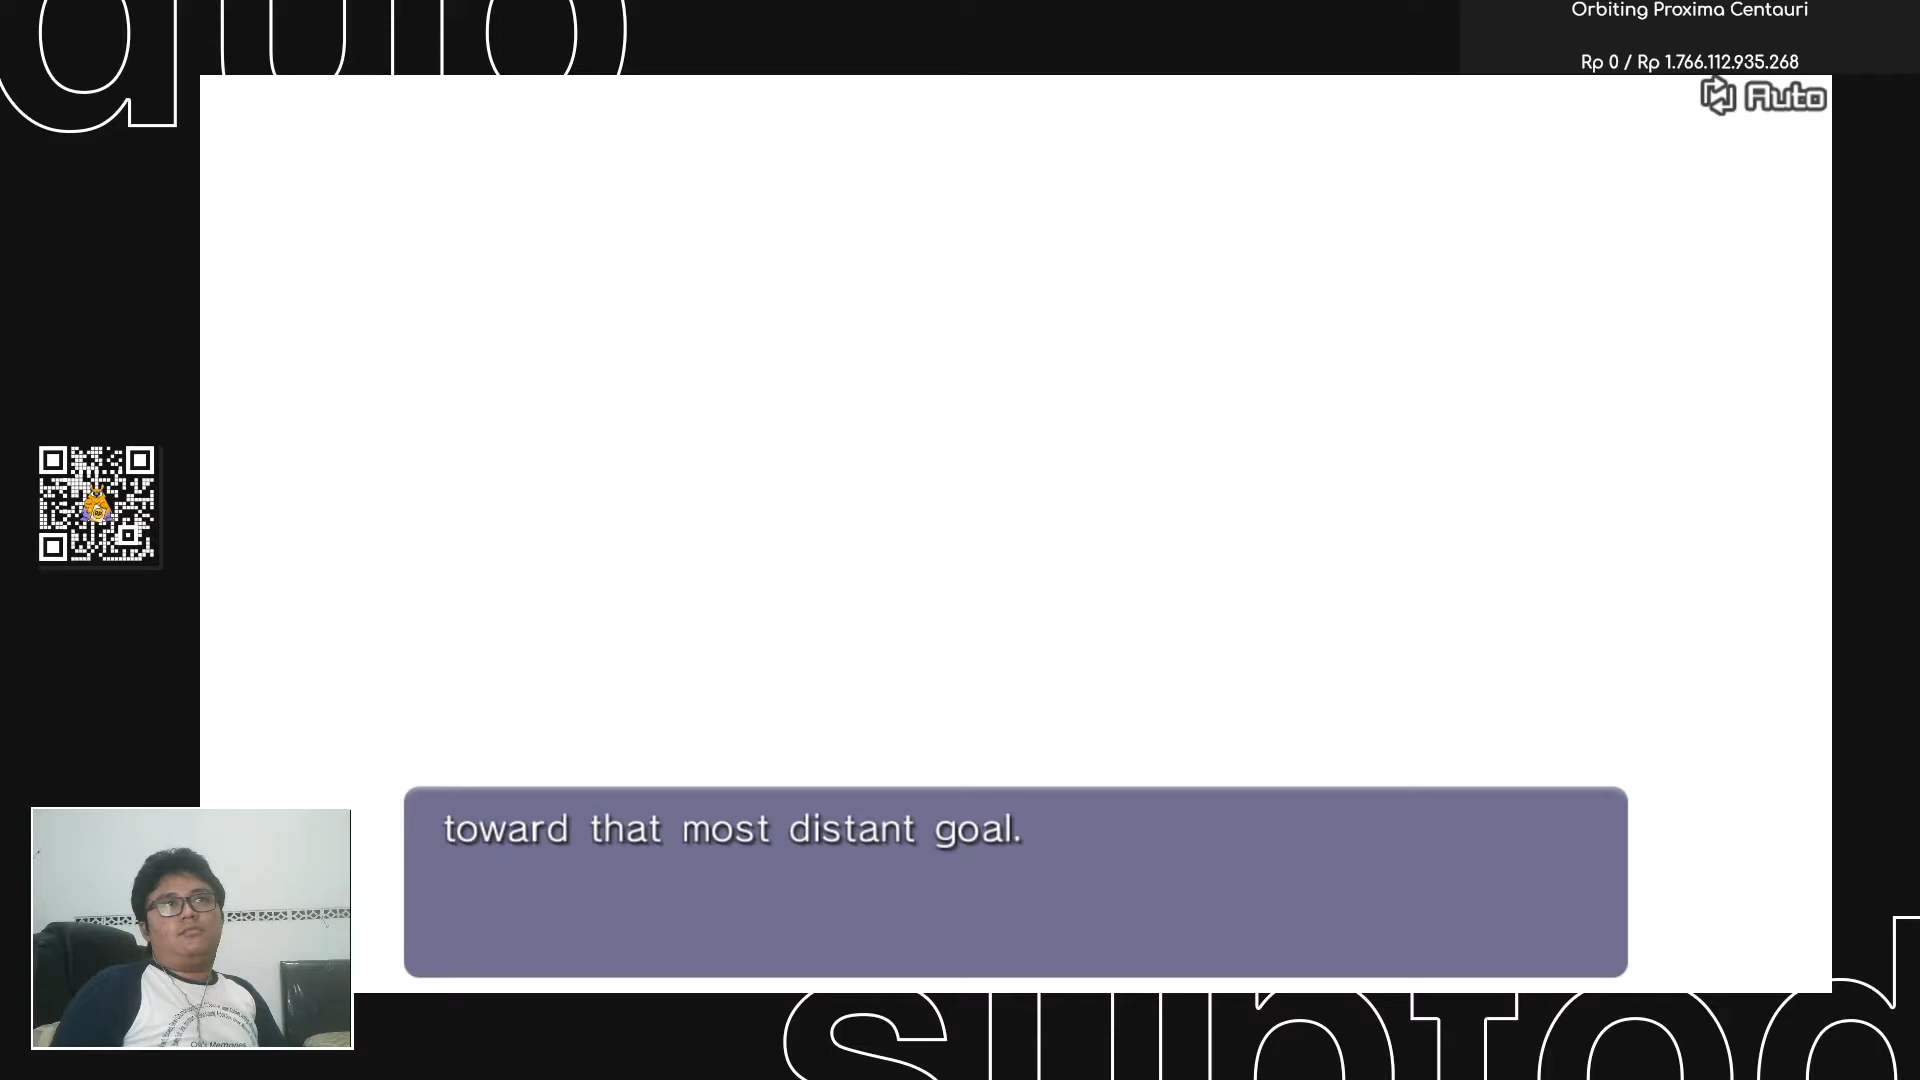 Orbiting Proxima Centauri
Rp 0 / Rp 1.766.112.935.268
Auto
toward that most distant goal.